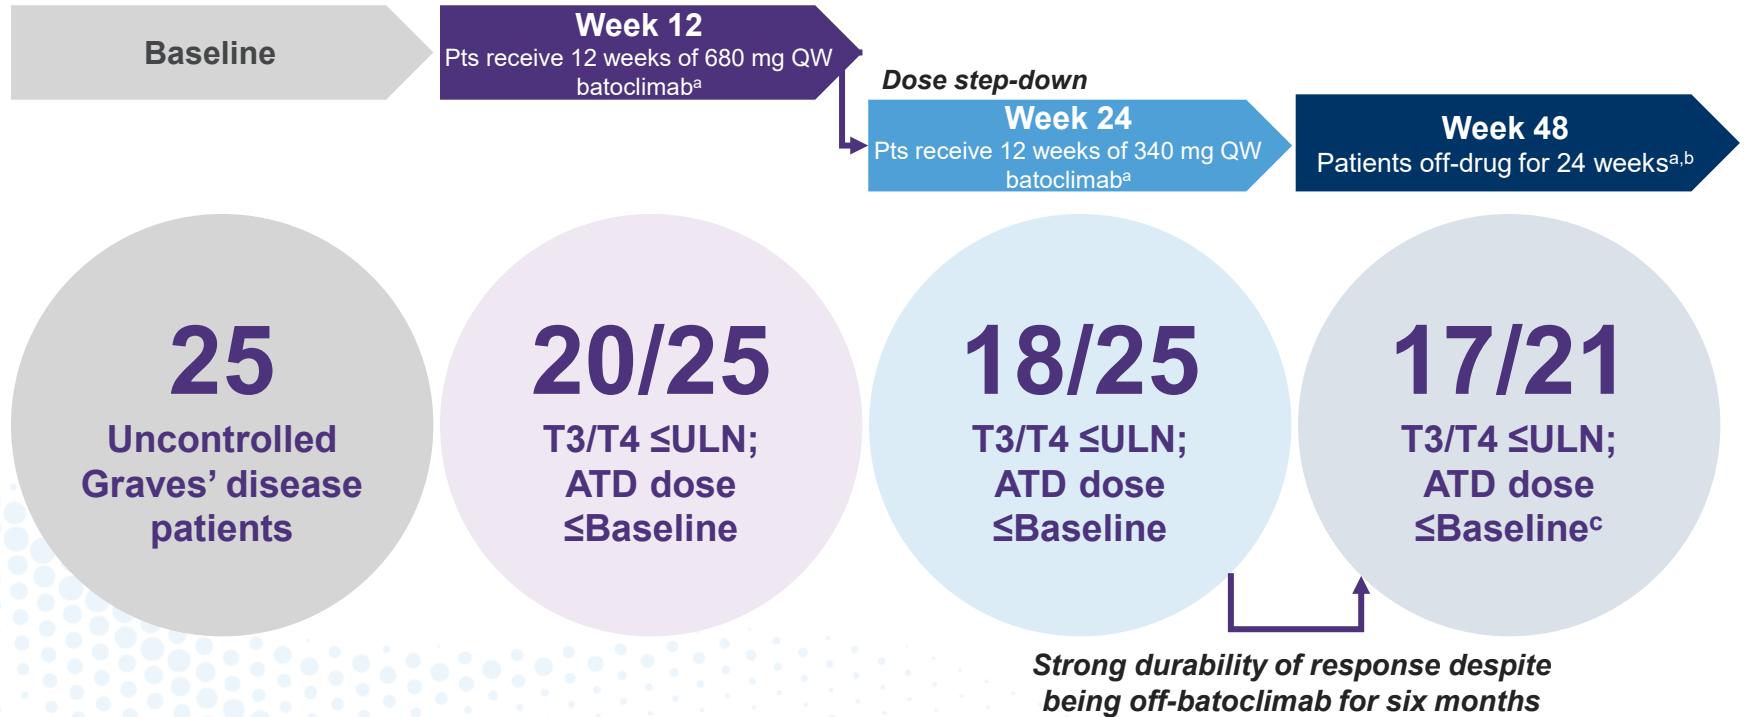 Baseline
Week 12
Pts receive 12 weeks of 680 mg QW
batoclimabᵃ
Dose step-down
Week 24
Pts receive 12 weeks of 340 mg QW
batoclimabᵃ
Week 48
Patients off-drug for 24 weeksᵃ,ᵇ
25
Uncontrolled
Graves’ disease
patients
20/25
T3/T4 ≤ULN;
ATD dose
≤Baseline
18/25
T3/T4 ≤ULN;
ATD dose
≤Baseline
17/21
T3/T4 ≤ULN;
ATD dose
≤Baselineᶜ
Strong durability of response despite
being off-batoclimab for six months